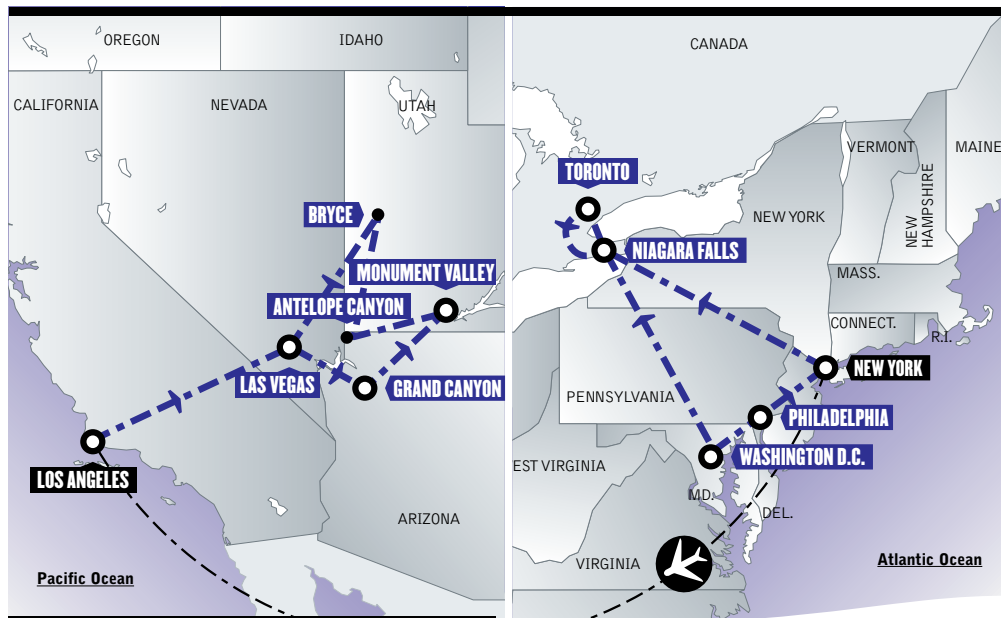 OREGON
IDAHO
CALIFORNIA
NEVADA
UTAH
BRYCE
MONUMENT VALLEY
ANTELOPE CANYON
LAS VEGAS
GRAND CANYON
LOS ANGELES
ARIZONA
Pacific Ocean
CANADA
VERMONT
MAINE
TORONTO
NEW YORK
NEW
HAMPSHIRE
NIAGARA FALLS
MASS.
CONNECT.
R.I.
NEW YORK
PENNSYLVANIA
PHILADELPHIA
WASHINGTON D.C.
EST VIRGINIA
MD.
DEL.
VIRGINIA
Atlantic Ocean